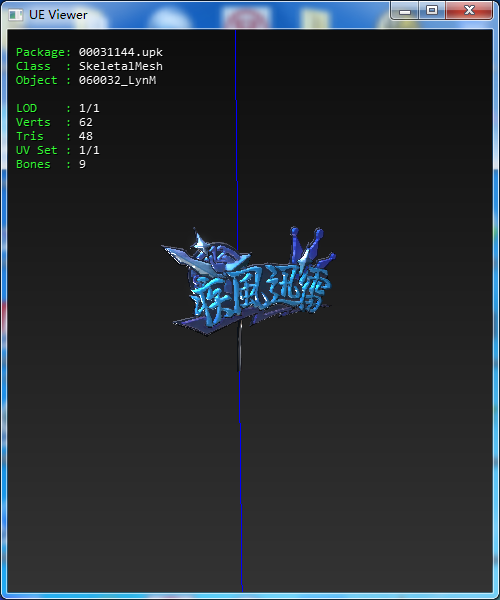 UE Viewer
Package: 00031144.upk
Class : SkeletalMesh
Object : 060032_LynM
LOD : 1/1
Verts : 62
Tris : 48
UV Set : 1/1
Bones : 9
疾風迅雷